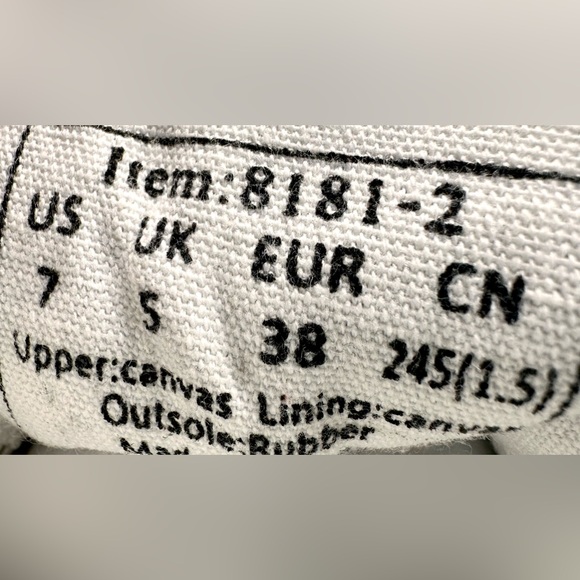 Item:8181-2
US UK EUR CN
7 5 38 245(1.5)
Upper:canvas Lining:canvas
Outsole:Rubber
Made